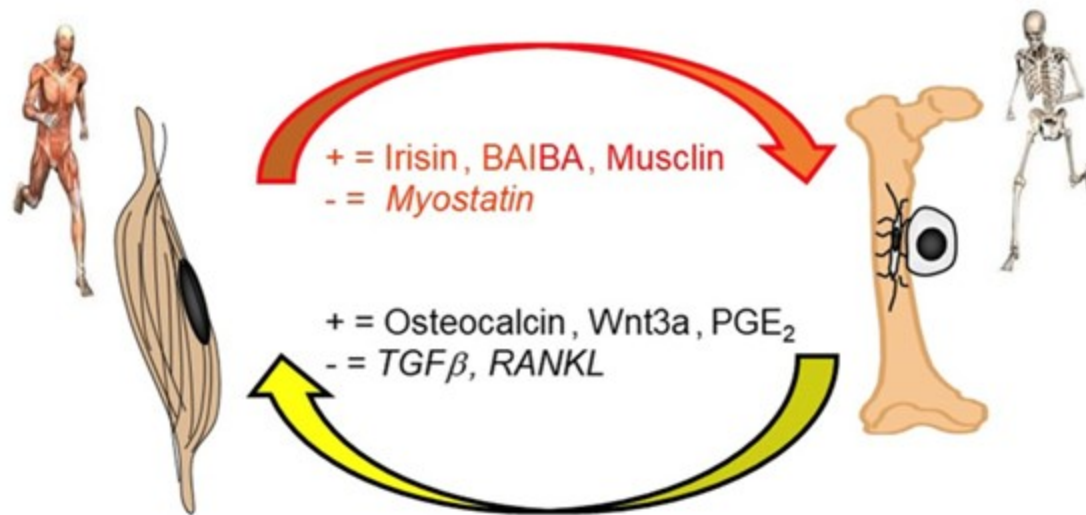 + = Irisin, BAIBA, Musclin
- = Myostatin
+ = Osteocalcin, Wnt3a, PGE₂
- = TGFβ, RANKL